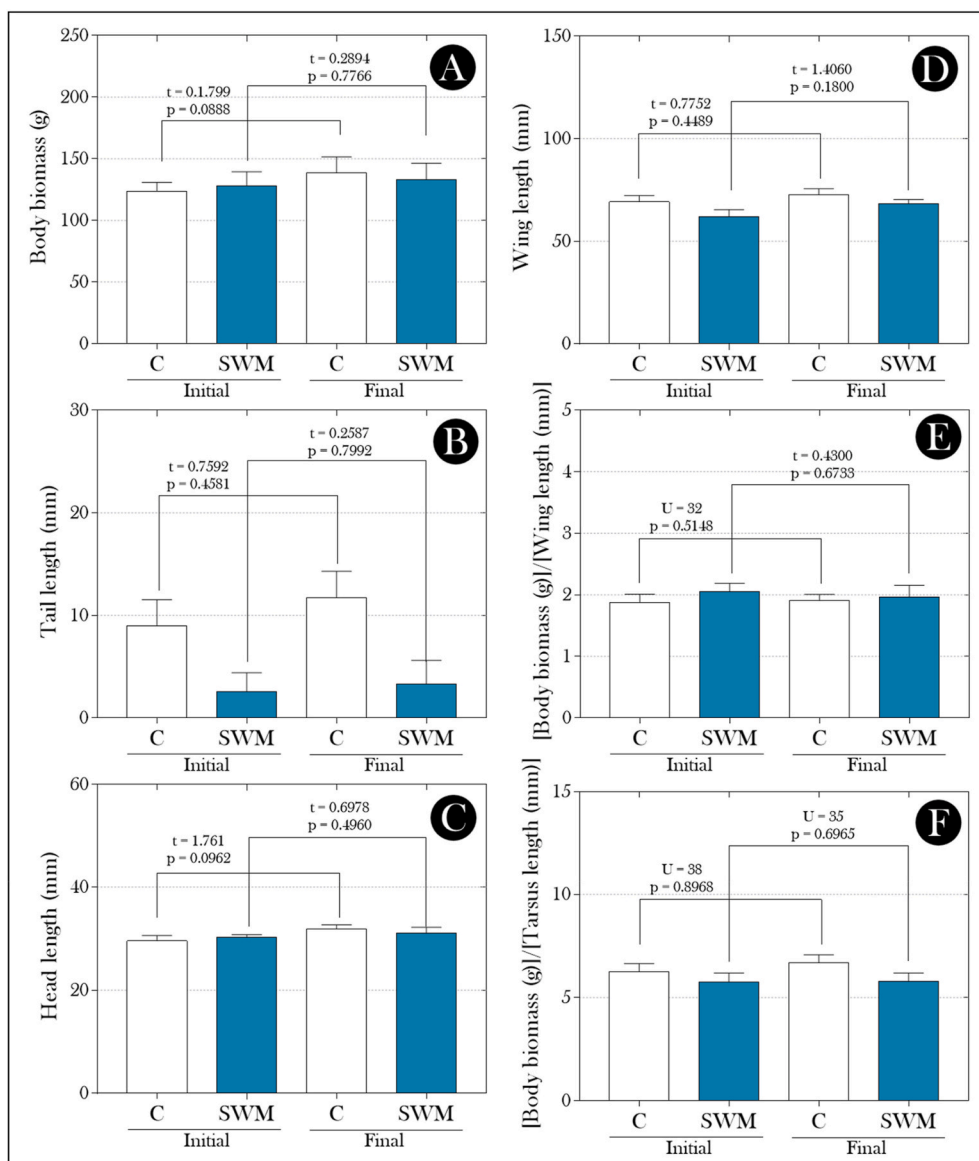 A
Body biomass (g)
250
200
150
100
50
0
t = 0.1.799
p = 0.0888
t = 0.2894
p = 0.7766
C SWM C SWM
Initial Final
B
Tail length (mm)
30
20
10
0
t = 0.7592
p = 0.4581
t = 0.2587
p = 0.7992
C SWM C SWM
Initial Final
C
Head length (mm)
60
40
20
0
t = 1.761
p = 0.0962
t = 0.6978
p = 0.4960
C SWM C SWM
Initial Final
D
Wing length (mm)
150
100
50
0
t = 0.7752
p = 0.4489
t = 1.4060
p = 0.1800
C SWM C SWM
Initial Final
E
[Body biomass (g)]/[Wing length (mm)]
5
4
3
2
1
0
U = 32
p = 0.5148
t = 0.4300
p = 0.6733
C SWM C SWM
Initial Final
F
[Body biomass (g)]/[Tarsus length (mm)]
15
10
5
0
U = 38
p = 0.8968
U = 35
p = 0.6965
C SWM C SWM
Initial Final